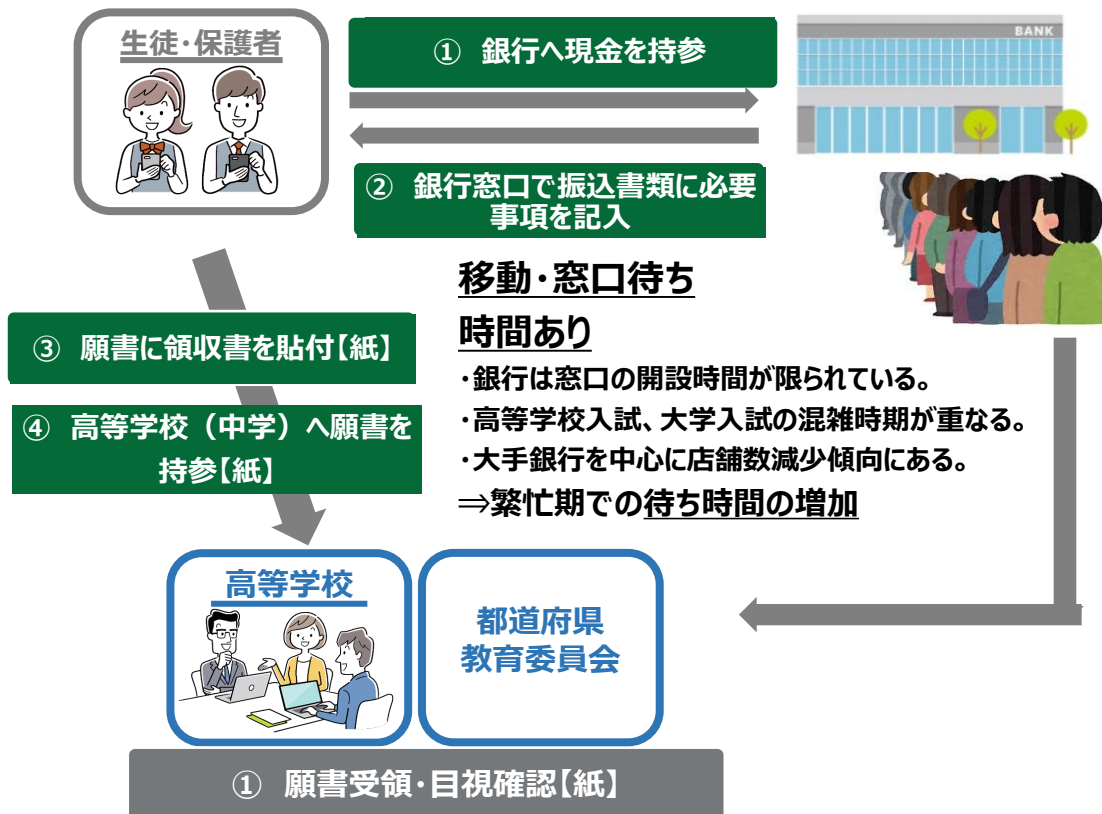 生徒・保護者
① 銀行へ現金を持参
BANK
② 銀行窓口で振込書類に必要
事項を記入
移動・窓口待ち
時間あり
・銀行は窓口の開設時間が限られている。
・高等学校入試、大学入試の混雑時期が重なる。
・大手銀行を中心に店舗数減少傾向にある。
⇒繁忙期での待ち時間の増加
③ 願書に領収書を貼付【紙】
④ 高等学校（中学）へ願書を
持参【紙】
高等学校
都道府県
教育委員会
① 願書受領・目視確認【紙】